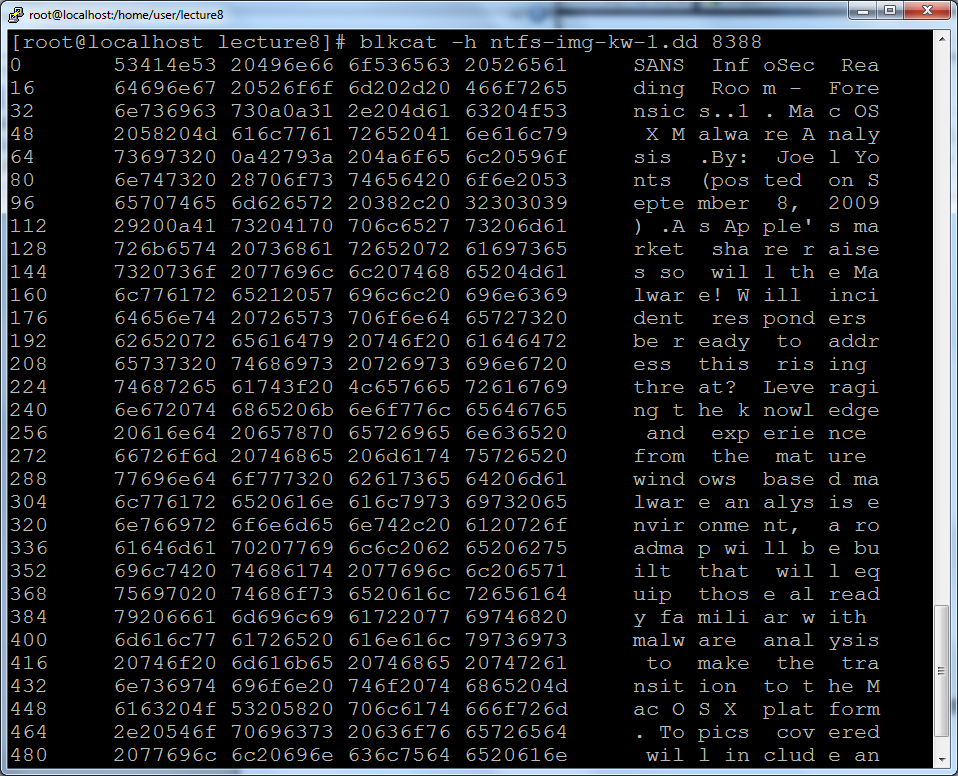 root@localhost:/home/user/lecture8
[root@localhost lecture8]# blkcat -h ntfs-img-kw-1.dd 8388
0 53414e53 20496e66 6f536563 20526561 SANS Inf oSec Rea
16 64696e67 20526f6f 6d202d20 466f7265 ding Roo m - Fore
32 6e736963 730a0a31 2e204d61 63204f53 nsic s..1 . Ma c OS
48 2058204d 616c7761 72652041 6e616c79 X M alwa re A naly
64 73697320 0a42793a 204a6f65 6c20596f sis .By: Joe l Yo
80 6e747320 28706f73 74656420 6f6e2053 nts (pos ted on S
96 65707465 6d626572 20382c20 32303039 epte mber 8, 2009
112 29200a41 73204170 706c6527 73206d61 ) .A s Ap ple' s ma
128 726b6574 20736861 72652072 61697365 rket sha re r aise
144 7320736f 2077696c 6c207468 65204d61 s so wil l th e Ma
160 6c776172 65212057 696c6c20 696e6369 lwar e! W ill inci
176 64656e74 20726573 706f6e64 65727320 dent res pond ers
192 62652072 65616479 20746f20 61646472 be r eady to addr
208 65737320 74686973 20726973 696e6720 ess this ris ing
224 74687265 61743f20 4c657665 72616769 thre at? Leve ragi
240 6e672074 6865206b 6e6f776c 65646765 ng t he k nowl edge
256 20616e64 20657870 65726965 6e636520 and exp erie nce
272 66726f6d 20746865 206d6174 75726520 from the mat ure
288 77696e64 6f777320 62617365 64206d61 wind ows base d ma
304 6c776172 6520616e 616c7973 69732065 lwar e an alys is e
320 6e766972 6f6e6d65 6e742c20 6120726f nvir onme nt, a ro
336 61646d61 70207769 6c6c2062 65206275 adma p wi ll b e bu
352 696c7420 74686174 2077696c 6c206571 ilt that wil l eq
368 75697020 74686f73 6520616c 72656164 uip thos e al read
384 79206661 6d696c69 61722077 69746820 y fa mili ar w ith
400 6d616c77 61726520 616e616c 79736973 malw are anal ysis
416 20746f20 6d616b65 20746865 20747261 to make the tra
432 6e736974 696f6e20 746f2074 6865204d nsit ion to t he M
448 6163204f 53205820 706c6174 666f726d ac O S X plat form
464 2e20546f 70696373 20636f76 65726564 . To pics cov ered
480 2077696c 6c20696e 636c7564 6520616e wil l in clud e an